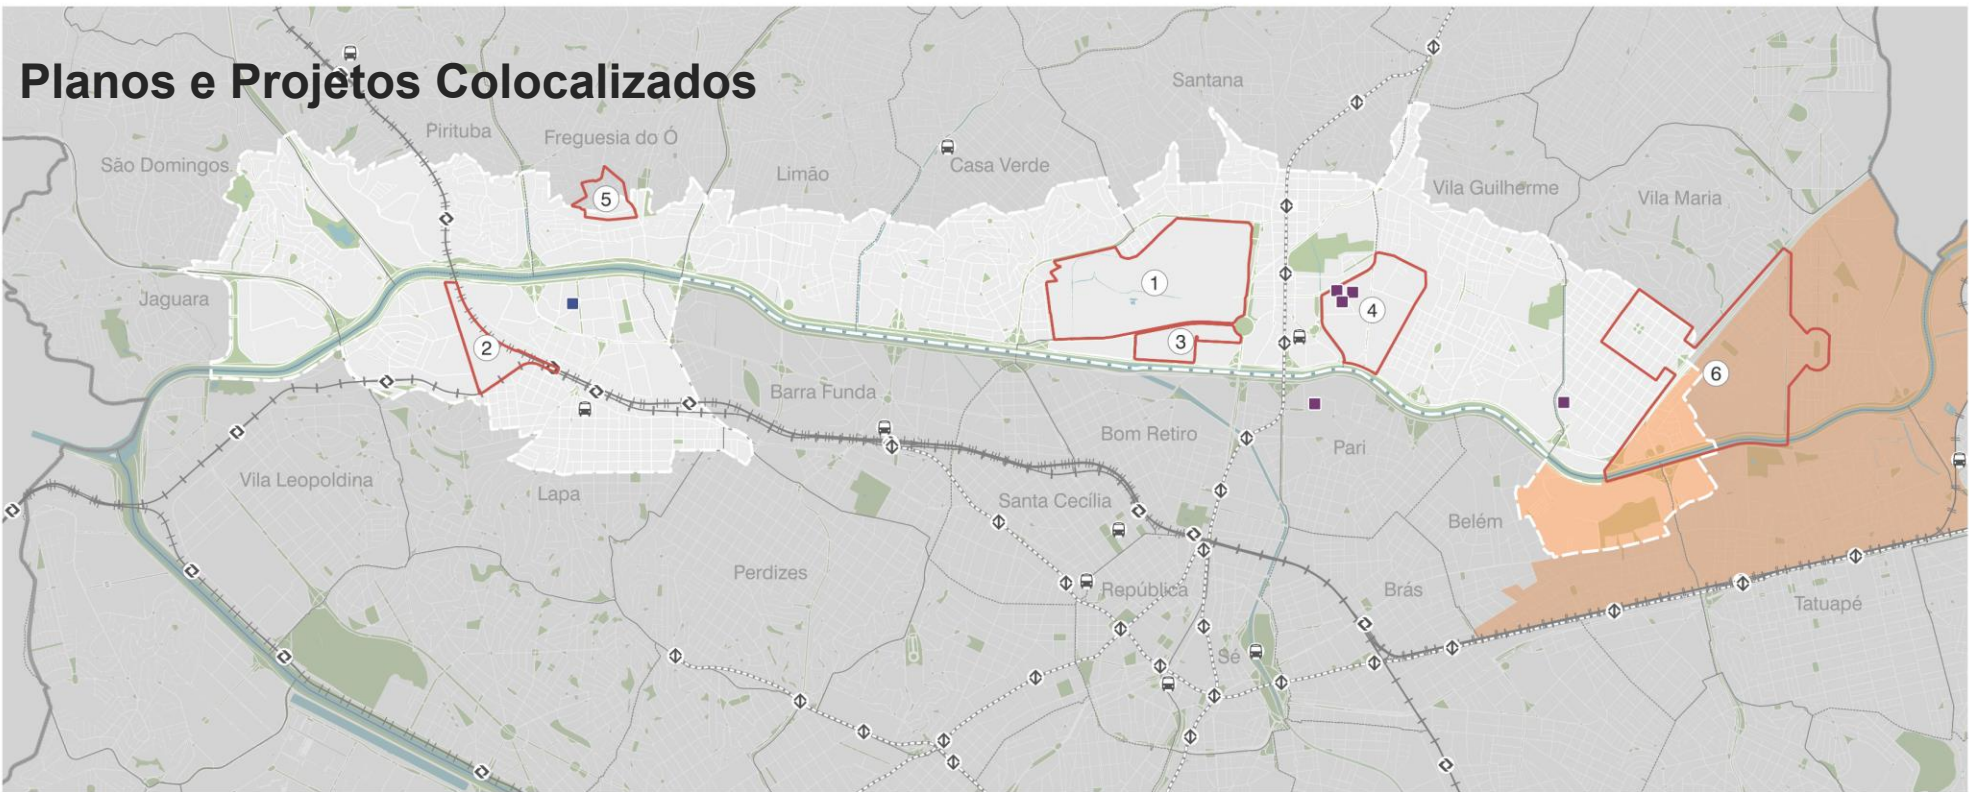 Planos e Projetos Colocalizados
Santana
Pirituba
Freguesia do Ó
São Domingos
Limão
Casa Verde
Vila Guilherme
Vila Maria
5
1
Jaguara
4
3
2
6
Barra Funda
Bom Retiro
Pari
Vila Leopoldina
Lapa
Santa Cecília
Belém
Perdizes
República
Brás
Tatuapé
Sé